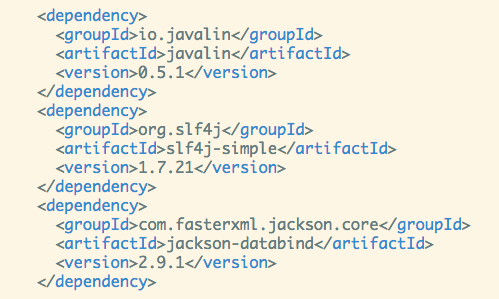 <dependency>
<groupId>io.javalin</groupId>
<artifactId>javalin</artifactId>
<version>0.5.1</version>
</dependency>
<dependency>
<groupId>org.slf4j</groupId>
<artifactId>slf4j-simple</artifactId>
<version>1.7.21</version>
</dependency>
<dependency>
<groupId>com.fasterxml.jackson.core</groupId>
<artifactId>jackson-databind</artifactId>
<version>2.9.1</version>
</dependency>